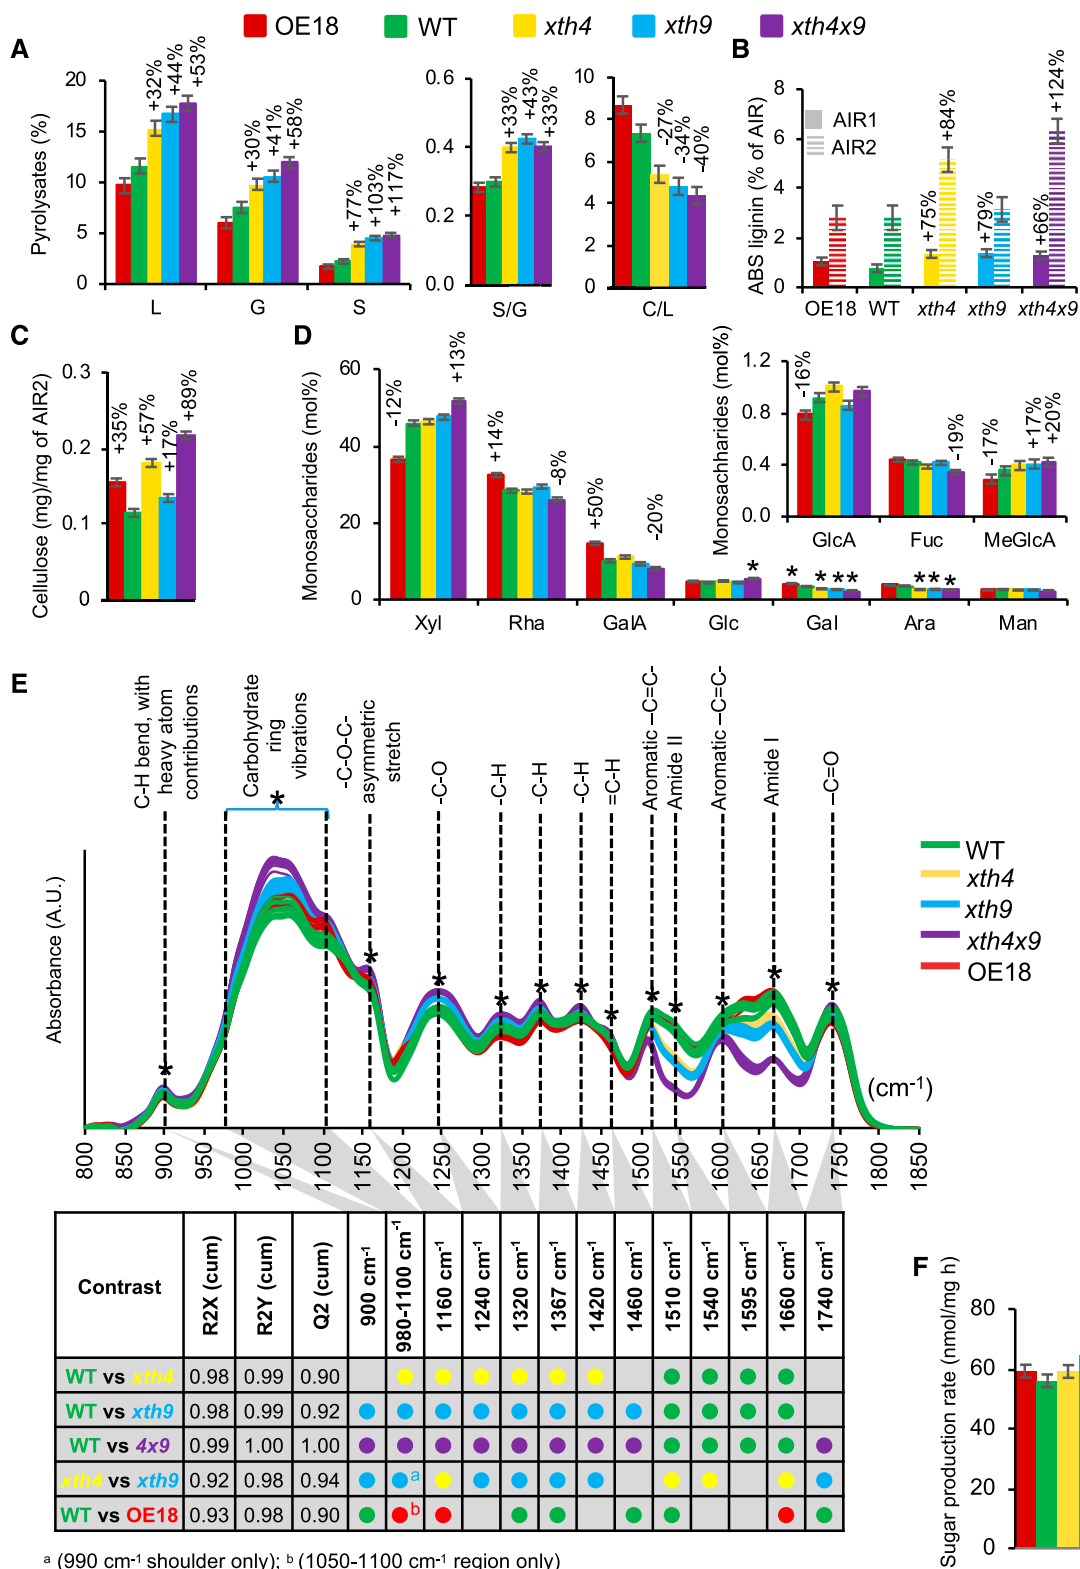 OE18 WT xth4 xth9 xth4x9
A
Pyrolysates (%)
20
15
10
5
0
+32%
+44%
+53%
+30%
+41%
+58%
+77%
+103%
+117%
L G S
0.6
0.4
0.2
0.0
+33%
+43%
+33%
S/G
10
8
6
4
2
0
-27%
-34%
-40%
C/L
B
ABS liginin (% of AIR)
8
6
4
2
0
AIR1
AIR2
+75%
+84%
+79%
+66%
+124%
OE18 WT xth4 xth9 xth4x9
C
Cellulose (mg)/mg of AIR2
0.3
0.2
0.1
0
+35%
+57%
+17%
+89%
D
Monosaccharides (mol%)
60
40
20
0
-12%
+13%
+14%
-8%
+50%
-20%
*
* * * *
* * *
Xyl Rha GalA Glc Gal Ara Man
Monosachharides (mol%)
1.2
0.8
0.4
0.0
-16%
-19%
-17%
+17%
+20%
GlcA Fuc MeGlcA
E
C-H bend, with
heavy atom
contributions
Carbohydrate
ring
vibrations
-C-O-C-
asymmetric
stretch
-C-O
-C-H
-C-H
-C-H
=C-H
Aromatic –C=C-
Amide II
Aromatic –C=C-
Amide I
–C=O
* * * * * * * * * * * * *
Absorbance (A.U.)
WT
xth4
xth9
xth4x9
OE18
(cm-1)
800 850 900 950 1000 1050 1100 1150 1200 1250 1300 1350 1400 1450 1500 1550 1600 1650 1700 1750 1800 1850
Contrast R2X (cum) R2Y (cum) Q2 (cum) 900 cm-1 980-1100 cm-1 1160 cm-1 1240 cm-1 1320 cm-1 1367 cm-1 1420 cm-1 1460 cm-1 1510 cm-1 1540 cm-1 1595 cm-1 1660 cm-1 1740 cm-1
WT vs xth4 0.98 0.99 0.90
WT vs xth9 0.98 0.99 0.92
WT vs 4x9 0.99 1.00 1.00
xth4 vs xth9 0.92 0.98 0.94 a
WT vs OE18 0.93 0.98 0.90 b
a (990 cm-1 shoulder only); b (1050-1100 cm-1 region only)
F
Sugar production rate (nmol/mg h)
80
60
40
20
0